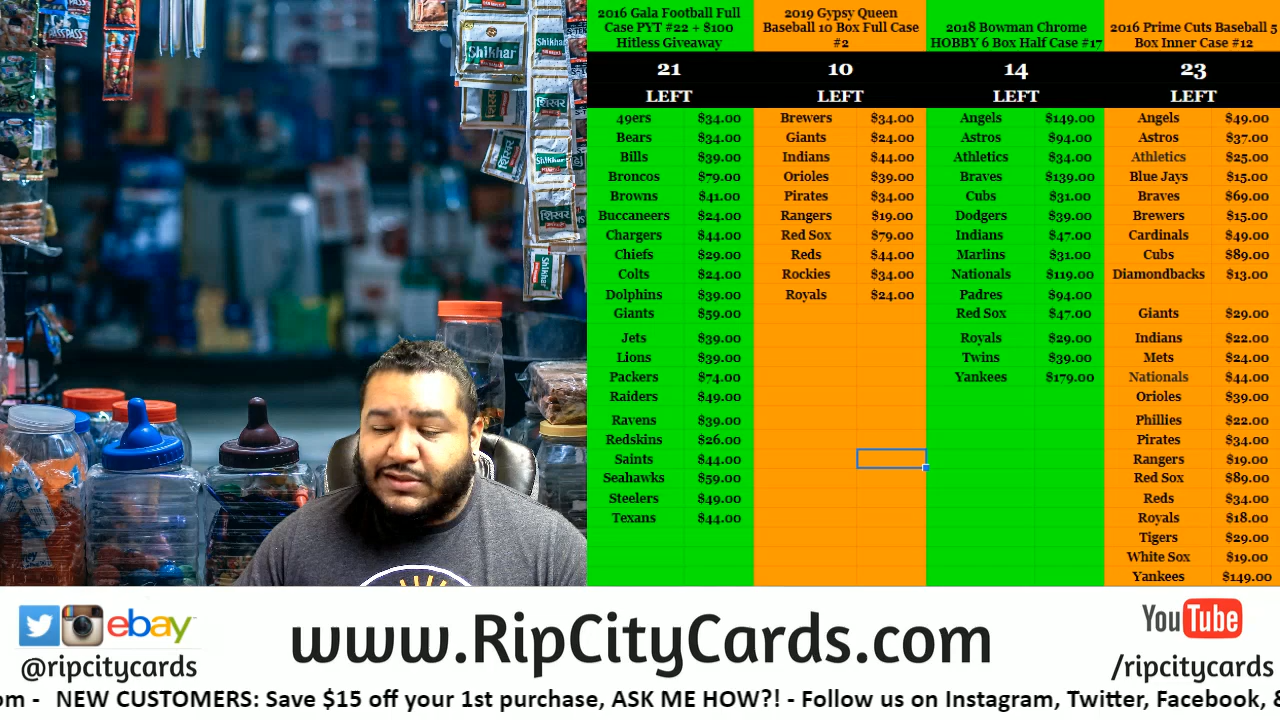 Shikhar
Shikhar
Shikhar
शिखर
शिखर
Shikhar
शिखर
Shikhar
2016 Gala Football Full
Case PYT #22 + $100
Hitless Giveaway
21
LEFT
49ers $34.00
Bears $34.00
Bills $39.00
Broncos $79.00
Browns $41.00
Buccaneers $24.00
Chargers $44.00
Chiefs $29.00
Colts $24.00
Dolphins $39.00
Giants $59.00
Jets $39.00
Lions $39.00
Packers $74.00
Raiders $49.00
Ravens $39.00
Redskins $26.00
Saints $44.00
Seahawks $59.00
Steelers $49.00
Texans $44.00
2019 Gypsy Queen
Baseball 10 Box Full Case
#2
10
LEFT
Brewers $34.00
Giants $24.00
Indians $44.00
Orioles $39.00
Pirates $34.00
Rangers $19.00
Red Sox $79.00
Reds $44.00
Rockies $34.00
Royals $24.00
2018 Bowman Chrome
HOBBY 6 Box Half Case #17
14
LEFT
Angels $149.00
Astros $94.00
Athletics $34.00
Braves $139.00
Cubs $31.00
Dodgers $39.00
Indians $47.00
Marlins $31.00
Nationals $119.00
Padres $94.00
Red Sox $47.00
Royals $29.00
Twins $39.00
Yankees $179.00
2016 Prime Cuts Baseball 5
Box Inner Case #12
23
LEFT
Angels $49.00
Astros $37.00
Athletics $25.00
Blue Jays $15.00
Braves $69.00
Brewers $15.00
Cardinals $49.00
Cubs $89.00
Diamondbacks $13.00
Giants $29.00
Indians $22.00
Mets $24.00
Nationals $44.00
Orioles $39.00
Phillies $22.00
Pirates $34.00
Rangers $19.00
Red Sox $89.00
Reds $34.00
Royals $18.00
Tigers $29.00
White Sox $19.00
Yankees $149.00
ebay
@ripcitycards
www.RipCityCards.com
YouTube
/ripcitycards
om - NEW CUSTOMERS: Save $15 off your 1st purchase, ASK ME HOW?! - Follow us on Instagram, Twitter, Facebook, &